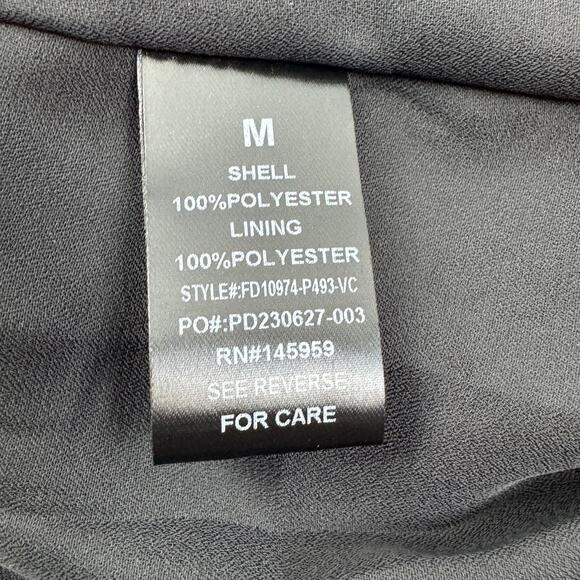 M
SHELL
100%POLYESTER
LINING
100%POLYESTER
STYLE#:FD10974-P493-VC
PO#:PD230627-003
RN#145959
SEE REVERSE
FOR CARE